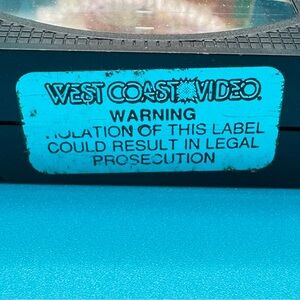 WEST COAST VIDEO
WARNING
VIOLATION OF THIS LABEL
COULD RESULT IN LEGAL
PROSECUTION